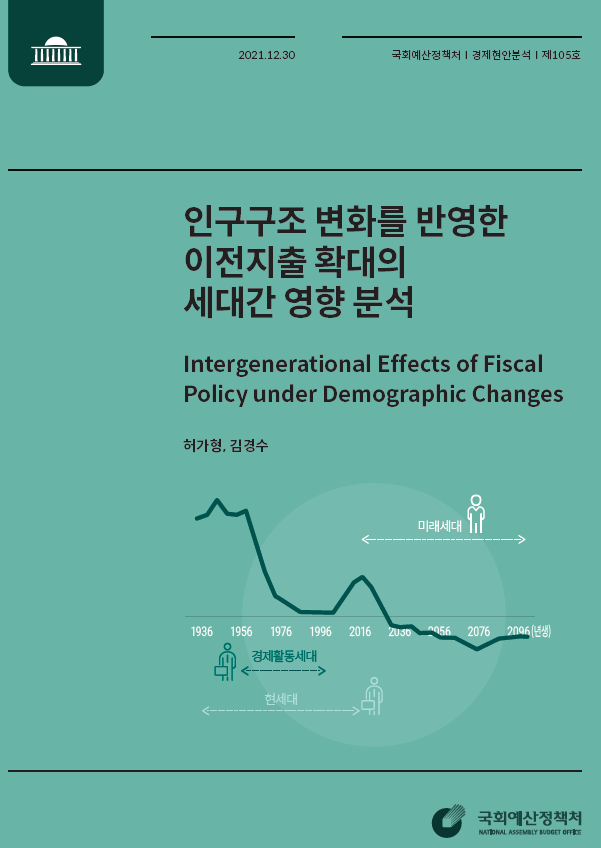 2021.12.30
국회예산정책처 I 경제현안분석 I 제105호
인구구조 변화를 반영한
이전지출 확대의
세대간 영향 분석
Intergenerational Effects of Fiscal
Policy under Demographic Changes
허가형, 김경수
미래세대
1936 1956 1976 1996 2016 2036 2056 2076 2096 (년생)
경제활동세대
현세대
국회예산정책처
NATIONAL ASSEMBLY BUDGET OFFICE